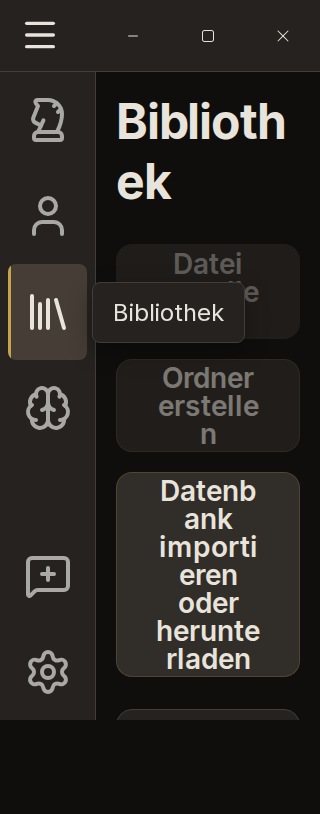 Biblioth
ek
Datei
Bibliothek
Ordner
erstelle
n
Datenb
ank
importi
eren
oder
herunte
rladen